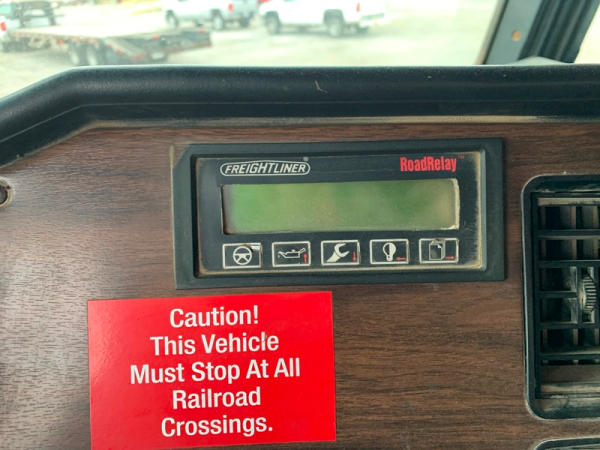 FREIGHTLINER® RoadRelay
Caution!
This Vehicle
Must Stop At All
Railroad
Crossings.